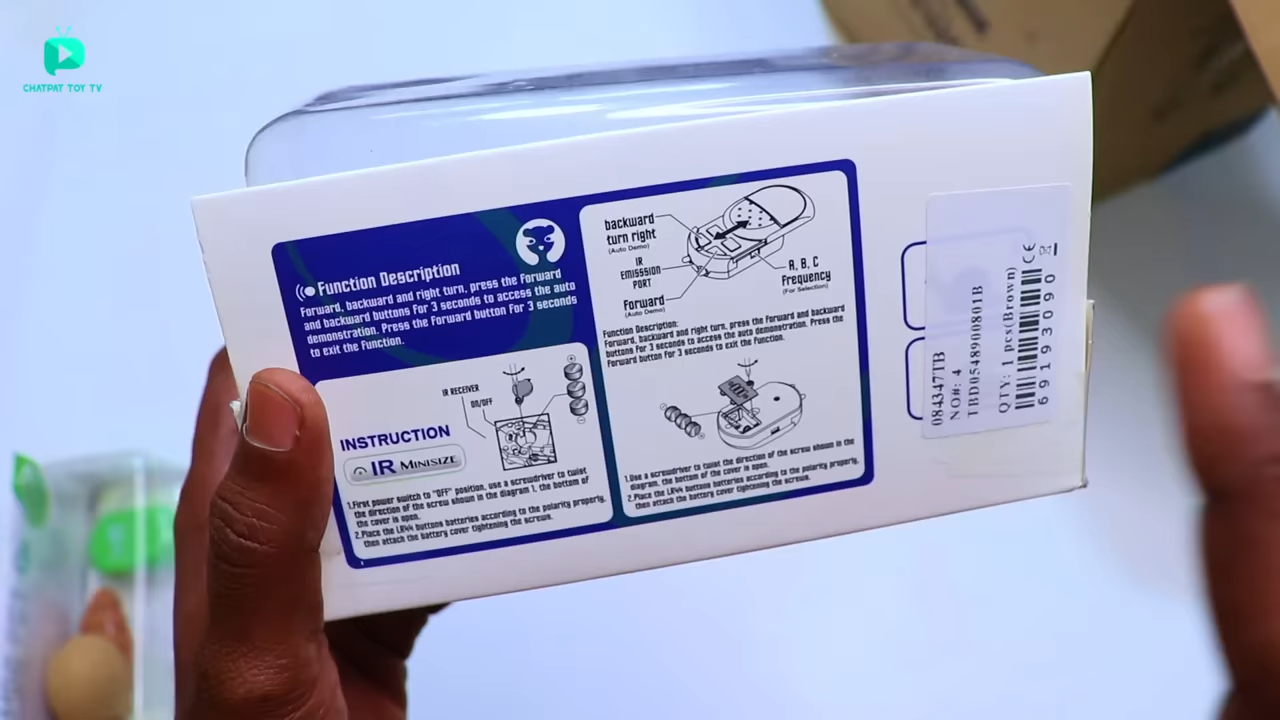 CHATPAT TOY TV
Function Description
Forward, backward and right turn, press the Forward
and backward buttons for 3 seconds to access the auto
demonstration. Press the Forward button for 3 seconds
to exit the Function.
IR RECEIVER
ON/OFF
INSTRUCTION
IR MINISIZE
1.First power switch to "OFF" position, use a screwdriver to twist
the direction of the screw shown in the diagram 1. the bottom of
the cover is open.
2.Place the LR44 buttons batteries according to the polarity properly,
then attach the battery cover tightening the screws.
backward
turn right
(Auto Demo)
IR
EMISSSION
PORT
Forward
(Auto Demo)
A, B, C
Frequency
(For Selection)
Function Description:
Forward, backward and right turn, press the Forward and backward
buttons for 3 seconds to access the auto demonstration. Press the
Forward button for 3 seconds to exit the Function.
1.Use a screwdriver to twist the direction of the screw shown in the
diagram, the bottom of the cover is open.
2.Place the LR44 buttons batteries according to the polarity properly,
then attach the battery cover tightening the screws.
084347TB
NO#: 4
TBD0548900801B
QTY: 1 pcs(Brown)
6919309 0
CE